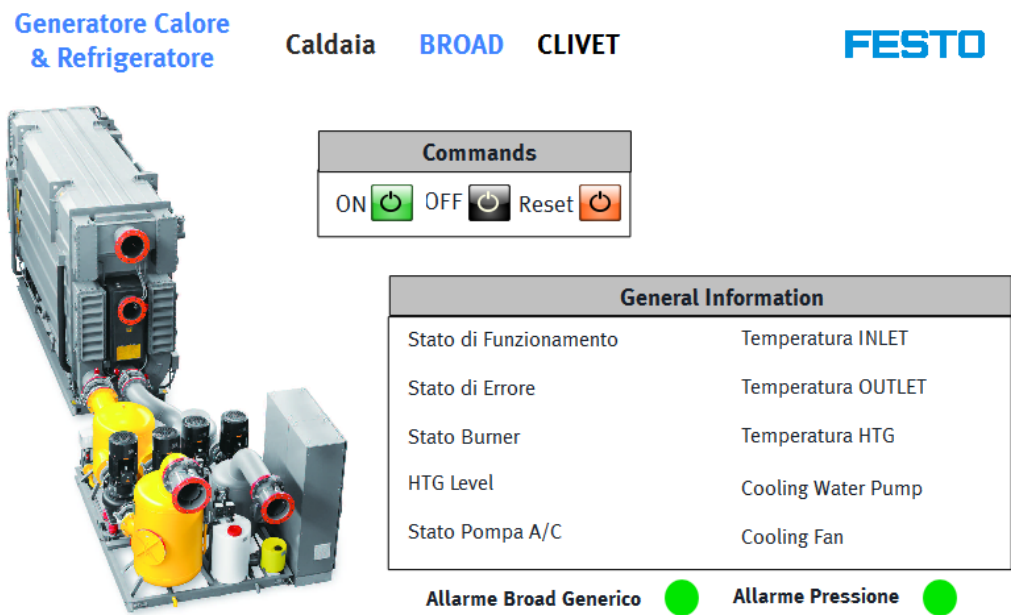 Generatore Calore
& Refrigeratore
Caldaia BROAD CLIVET
FESTO
Commands
ON OFF Reset
General Information
Stato di Funzionamento Temperatura INLET
Stato di Errore Temperatura OUTLET
Stato Burner Temperatura HTG
HTG Level Cooling Water Pump
Stato Pompa A/C Cooling Fan
Allarme Broad Generico Allarme Pressione